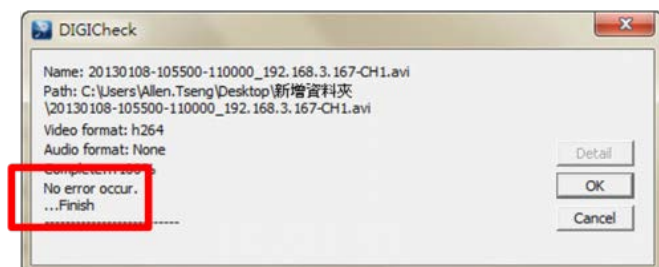 DIGICheck
Name: 20130108-105500-110000_192.168.3.167-CH1.avi
Path: C:\Users\Allen.Tseng\Desktop\新增資料夾
\20130108-105500-110000_192.168.3.167-CH1.avi
Video format: h264
Audio format: None
No error occur.
...Finish
----------------------------
Detail
OK
Cancel